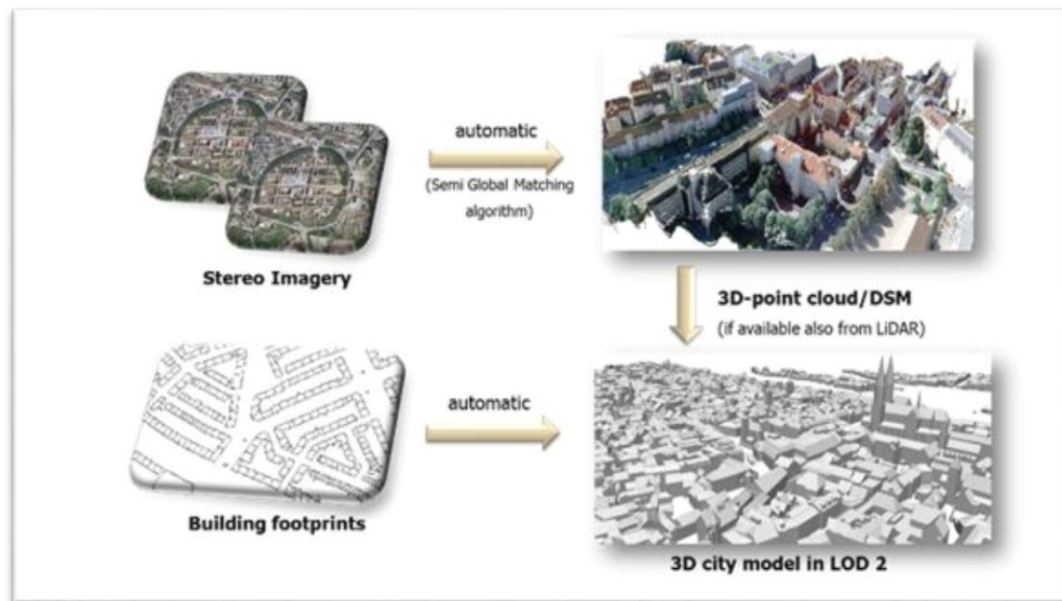 automatic
(Semi Global Matching
algorithm)
Stereo Imagery
3D-point cloud/DSM
(if available also from LiDAR)
automatic
Building footprints
3D city model in LOD 2